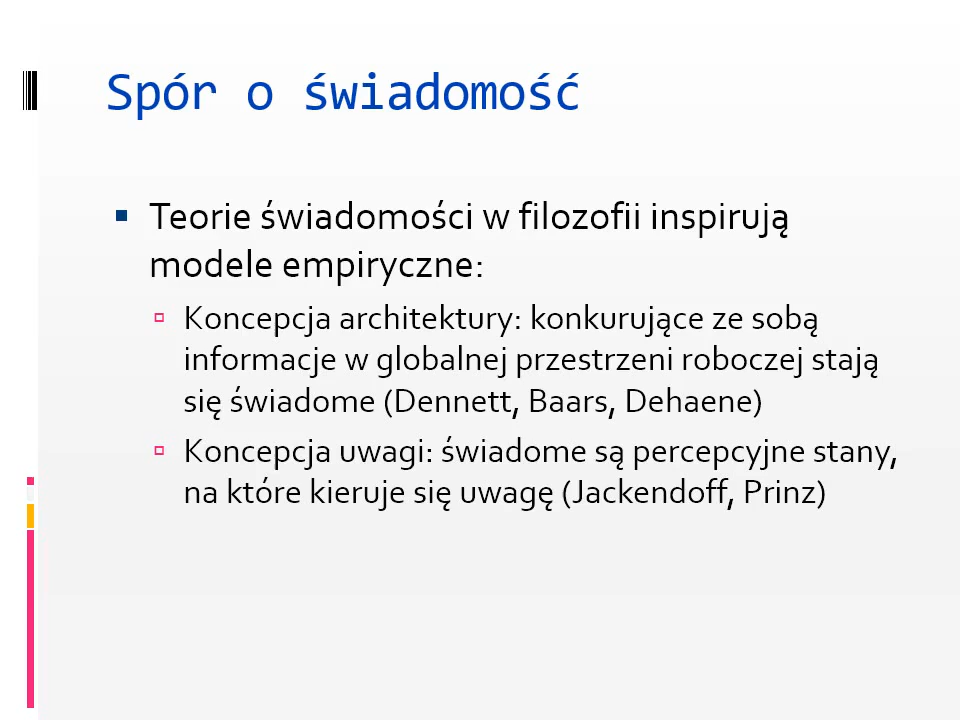 Spór o świadomość
Teorie świadomości w filozofii inspirują
modele empiryczne:
Koncepcja architektury: konkurujące ze sobą
informacje w globalnej przestrzeni roboczej stają
się świadome (Dennett, Baars, Dehaene)
Koncepcja uwagi: świadome są percepcyjne stany,
na które kieruje się uwagę (Jackendoff, Prinz)